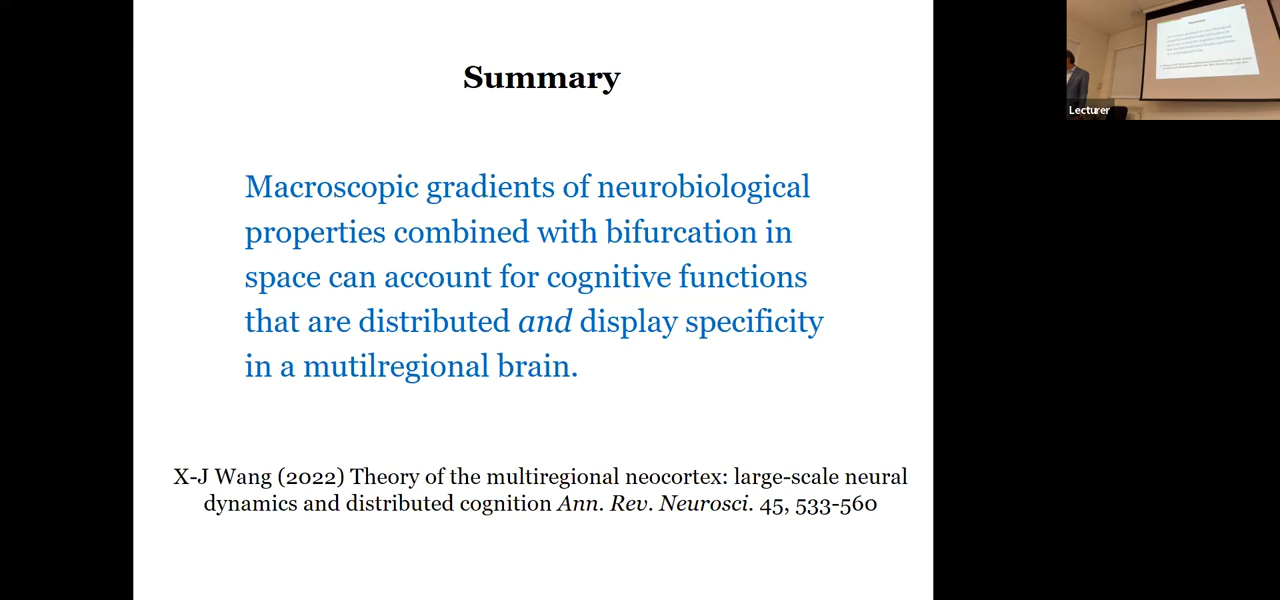 Summary
Macroscopic gradients of neurobiological
properties combined with bifurcation in
space can account for cognitive functions
that are distributed and display specificity
in a mutilregional brain.
X-J Wang (2022) Theory of the multiregional neocortex: large-scale neural
dynamics and distributed cognition Ann. Rev. Neurosci. 45, 533-560
Lecturer